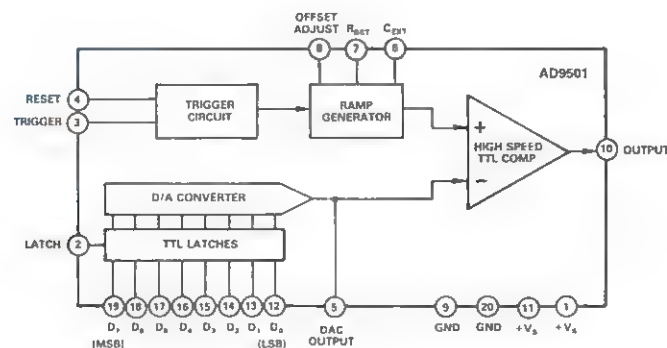 OFFSET ADJUST
R_SET
C_EXT
8
7
6
AD9501
RESET
4
TRIGGER
3
TRIGGER CIRCUIT
RAMP GENERATOR
+
HIGH SPEED TTL COMP
−
10
OUTPUT
D/A CONVERTER
LATCH
2
TTL LATCHES
19
18
17
16
15
14
13
12
5
9
20
11
1
D7
D6
D5
D4
D3
D2
D1
D0
(MSB)
(LSB)
DAC OUTPUT
GND
GND
+VS
+VS